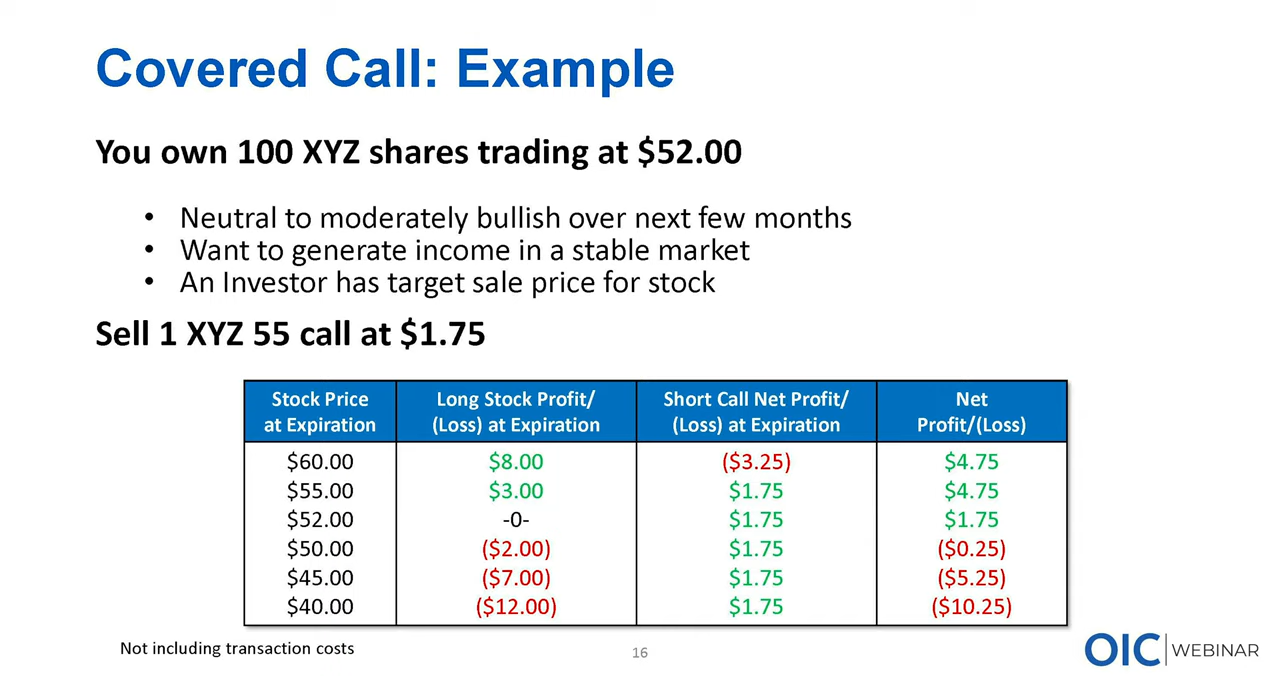 Covered Call: Example
You own 100 XYZ shares trading at $52.00
• Neutral to moderately bullish over next few months
• Want to generate income in a stable market
• An Investor has target sale price for stock
Sell 1 XYZ 55 call at $1.75
Stock Price at Expiration | Long Stock Profit/ (Loss) at Expiration | Short Call Net Profit/ (Loss) at Expiration | Net Profit/(Loss)
$60.00 | $8.00 | ($3.25) | $4.75
$55.00 | $3.00 | $1.75 | $4.75
$52.00 | -0- | $1.75 | $1.75
$50.00 | ($2.00) | $1.75 | ($0.25)
$45.00 | ($7.00) | $1.75 | ($5.25)
$40.00 | ($12.00) | $1.75 | ($10.25)
Not including transaction costs
16
OIC WEBINAR